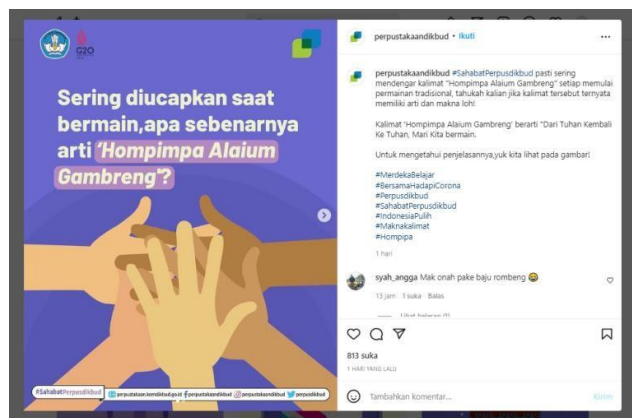 G20
Sering diucapkan saat
bermain,apa sebenarnya
arti 'Hompimpa Alaium
Gambreng'?
#SahabatPerpusdikbud
perpustakaan.kemdikbud.go.id
perpustakaandikbud
perpustakaandikbud
perpusdikbud
perpustakaandikbud • Ikuti
perpustakaandikbud #SahabatPerpusdikbud pasti sering
mendengar kalimat "Hompimpa Alaium Gambreng" setiap memulai
permainan tradisional, tahukah kalian jika kalimat tersebut ternyata
memiliki arti dan makna loh!
Kalimat 'Hompimpa Alaium Gambreng' berarti "Dari Tuhan Kembali
Ke Tuhan, Mari Kita bermain.
Untuk mengetahui penjelasannya,yuk kita lihat pada gambar!
#MerdekaBelajar
#BersamaHadapiCorona
#Perpusdikbud
#SahabatPerpusdikbud
#IndonesiaPulih
#Maknakalimat
#Hompipa
1 hari
syah_angga Mak onah pake baju rombeng 😂
13 jam 1 suka Balas
Lihat balasan (1)
813 suka
1 HARI YANG LALU
Tambahkan komentar...
Kirim